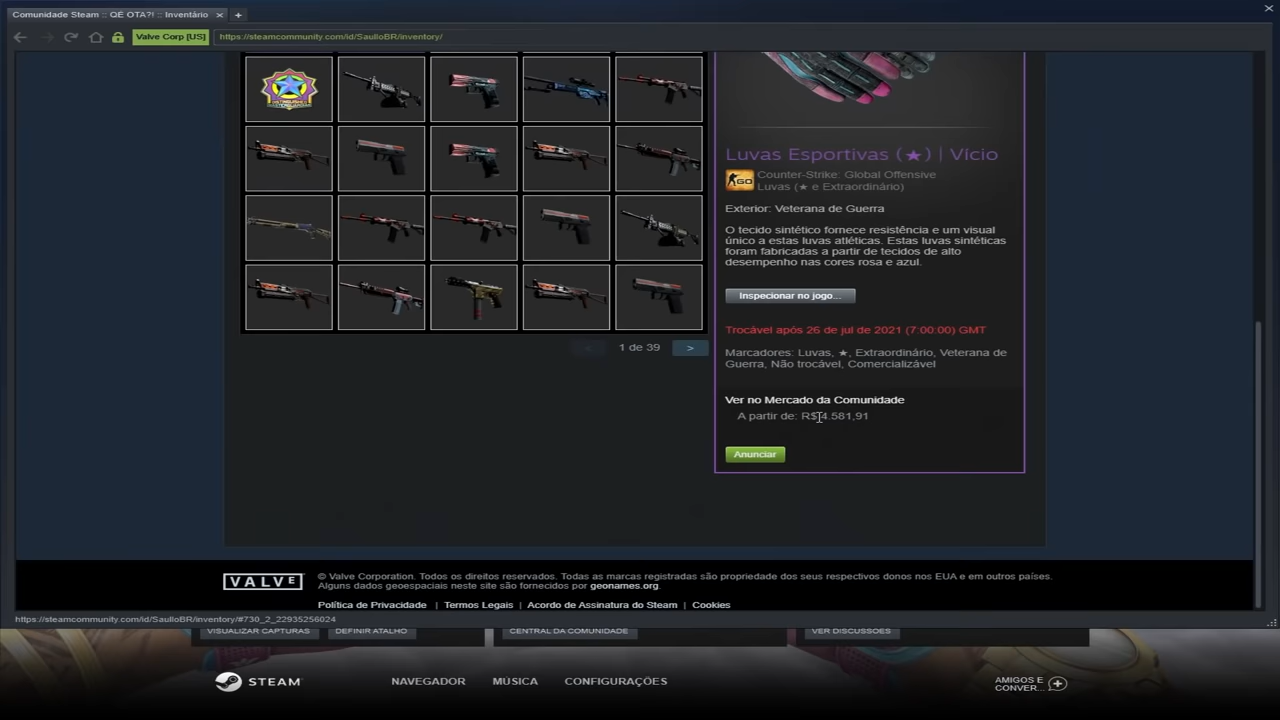 Comunidade Steam :: QÉ OTA?! :: Inventário
Valve Corp [US]
https://steamcommunity.com/id/SaulloBR/inventory/
Luvas Esportivas (★) | Vício
Counter-Strike: Global Offensive
Luvas (★ e Extraordinário)
Exterior: Veterana de Guerra
O tecido sintético fornece resistência e um visual
único a estas luvas atléticas. Estas luvas sintéticas
foram fabricadas a partir de tecidos de alto
desempenho nas cores rosa e azul.
Inspecionar no jogo...
Trocável após 26 de jul de 2021 (7:00:00) GMT
Marcadores: Luvas, ★, Extraordinário, Veterana de
Guerra, Não trocável, Comercializável
Ver no Mercado da Comunidade
A partir de: R$ 4.581,91
Anunciar
< 1 de 39 >
VALVE
© Valve Corporation. Todos os direitos reservados. Todas as marcas registradas são propriedade dos seus respectivos donos nos EUA e em outros países.
Alguns dados geoespaciais neste site são fornecidos por geonames.org.
Política de Privacidade | Termos Legais | Acordo de Assinatura do Steam | Cookies
https://steamcommunity.com/id/SaulloBR/inventory/#730_2_22935256024
VISUALIZAR CAPTURAS
DEFINIR ATALHO
CENTRAL DA COMUNIDADE
VER DISCUSSÕES
STEAM
NAVEGADOR
MÚSICA
CONFIGURAÇÕES
AMIGOS E
CONVER...